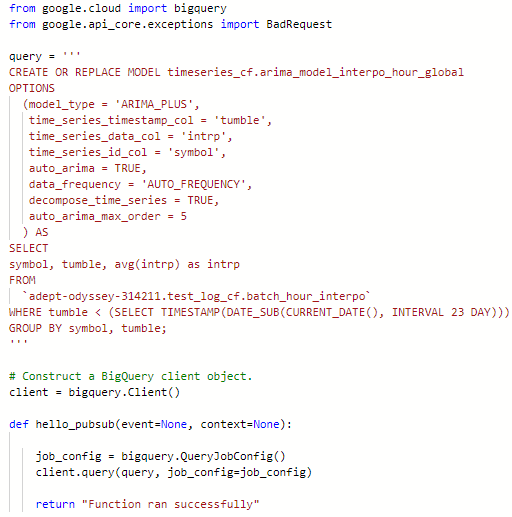 from google.cloud import bigquery
from google.api_core.exceptions import BadRequest

query = '''
CREATE OR REPLACE MODEL timeseries_cf.arima_model_interpo_hour_global
OPTIONS
  (model_type = 'ARIMA_PLUS',
   time_series_timestamp_col = 'tumble',
   time_series_data_col = 'intrp',
   time_series_id_col = 'symbol',
   auto_arima = TRUE,
   data_frequency = 'AUTO_FREQUENCY',
   decompose_time_series = TRUE,
   auto_arima_max_order = 5
  ) AS
SELECT
symbol, tumble, avg(intrp) as intrp
FROM
  `adept-odyssey-314211.test_log_cf.batch_hour_interpo`
WHERE tumble < (SELECT TIMESTAMP(DATE_SUB(CURRENT_DATE(), INTERVAL 23 DAY)))
GROUP BY symbol, tumble;
'''

# Construct a BigQuery client object.
client = bigquery.Client()

def hello_pubsub(event=None, context=None):

    job_config = bigquery.QueryJobConfig()
    client.query(query, job_config=job_config)

    return "Function ran successfully"